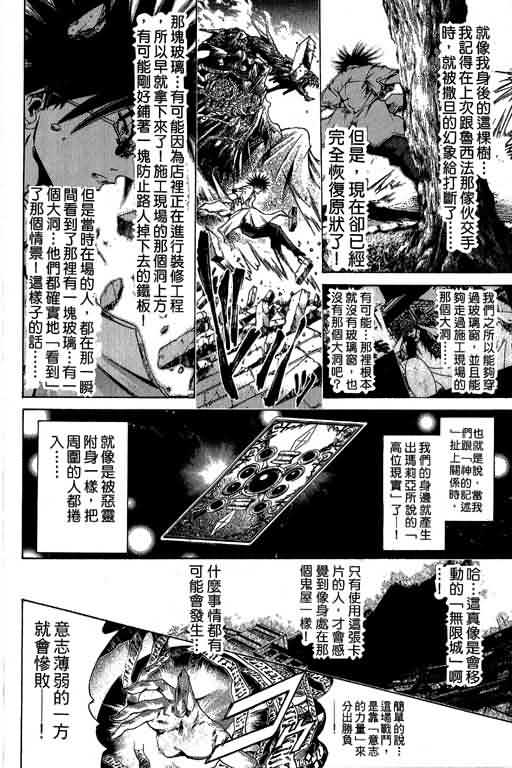 就像我身後的這棵樹…
我記得在上次跟魯西法那傢伙交手
時，就被撒旦的幻象給打斷了……
但是，現在卻已經
完全恢復原狀了！
我們之所以能夠穿
過玻璃窗，並且能
夠走過施工現場的
那個大洞……
有可能…那裡根本
就沒有玻璃窗，也
沒有那個大洞吧？
那塊玻璃…有可能因為店裡正在進行裝修工程
，所以早就拿下來了！施工現場的那個洞上方，
有可能剛好鋪著一塊防止路人掉下去的鐵板！
但是當時在場的人，都在那一瞬
間看到了那裡有一塊玻璃…有一
個大洞…他們都確實地「看到」
了那個情景！這樣子的話……
也就是說，當我
們跟「神的記述
」扯上關係時，
我們的身邊就產生
出瑪莉亞所說的「
高位現實」了！
就像是被惡靈
附身一樣，把
周圍的人都捲
入……
哈…這真像是會移
動的「無限城」啊
…！
只有使用這張卡
片的人，才會感
覺到像身處在那
個鬼屋一樣！
什麼事情都有
可能會發生…
簡單的說…
這場戰鬥，
是靠「意志
的力量」來
分出勝負！
意志薄弱的一方
就會慘敗！